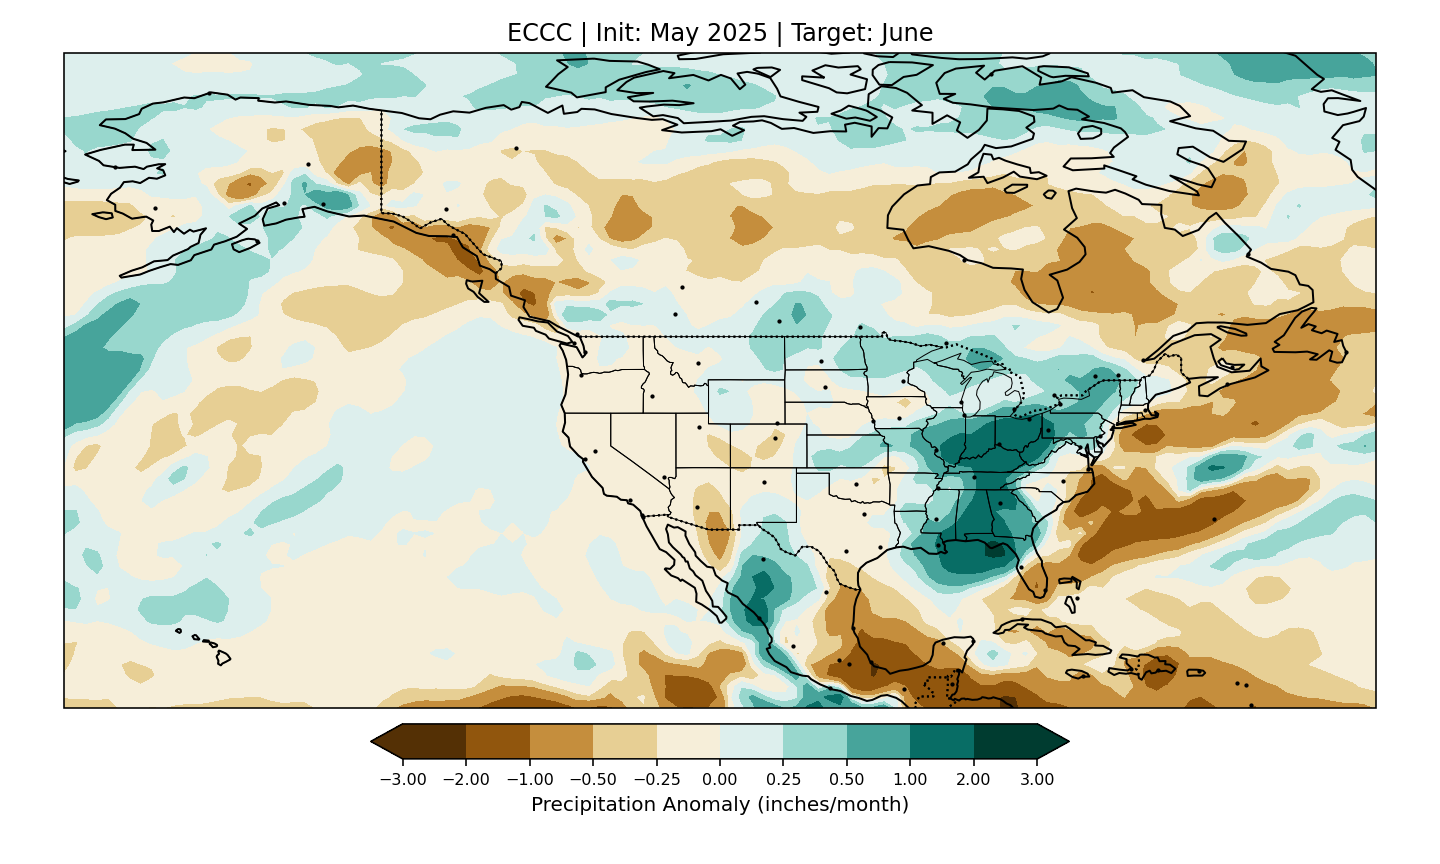 ECCC | Init: May 2025 | Target: June
−3.00 −2.00 −1.00 −0.50 −0.25 0.00 0.25 0.50 1.00 2.00 3.00
Precipitation Anomaly (inches/month)